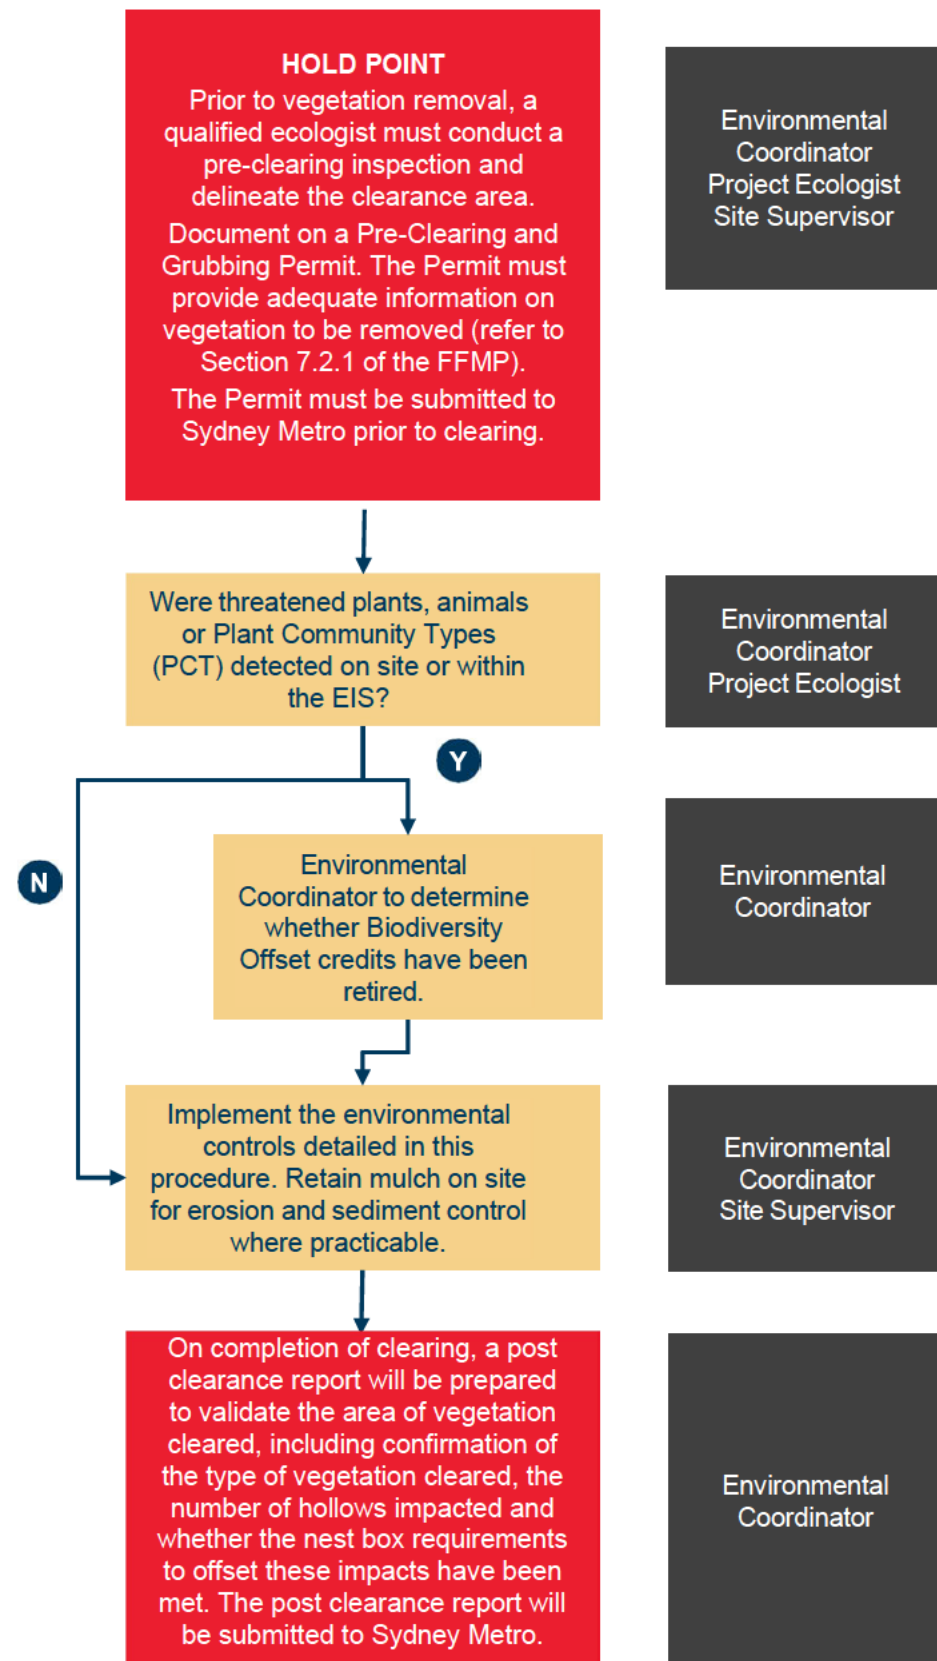 HOLD POINT
Prior to vegetation removal, a
qualified ecologist must conduct a
pre-clearing inspection and
delineate the clearance area.
Document on a Pre-Clearing and
Grubbing Permit. The Permit must
provide adequate information on
vegetation to be removed (refer to
Section 7.2.1 of the FFMP).
The Permit must be submitted to
Sydney Metro prior to clearing.
Environmental
Coordinator
Project Ecologist
Site Supervisor
Were threatened plants, animals
or Plant Community Types
(PCT) detected on site or within
the EIS?
Environmental
Coordinator
Project Ecologist
Y
N
Environmental
Coordinator to determine
whether Biodiversity
Offset credits have been
retired.
Environmental
Coordinator
Implement the environmental
controls detailed in this
procedure. Retain mulch on site
for erosion and sediment control
where practicable.
Environmental
Coordinator
Site Supervisor
On completion of clearing, a post
clearance report will be prepared
to validate the area of vegetation
cleared, including confirmation of
the type of vegetation cleared, the
number of hollows impacted and
whether the nest box requirements
to offset these impacts have been
met. The post clearance report will
be submitted to Sydney Metro.
Environmental
Coordinator